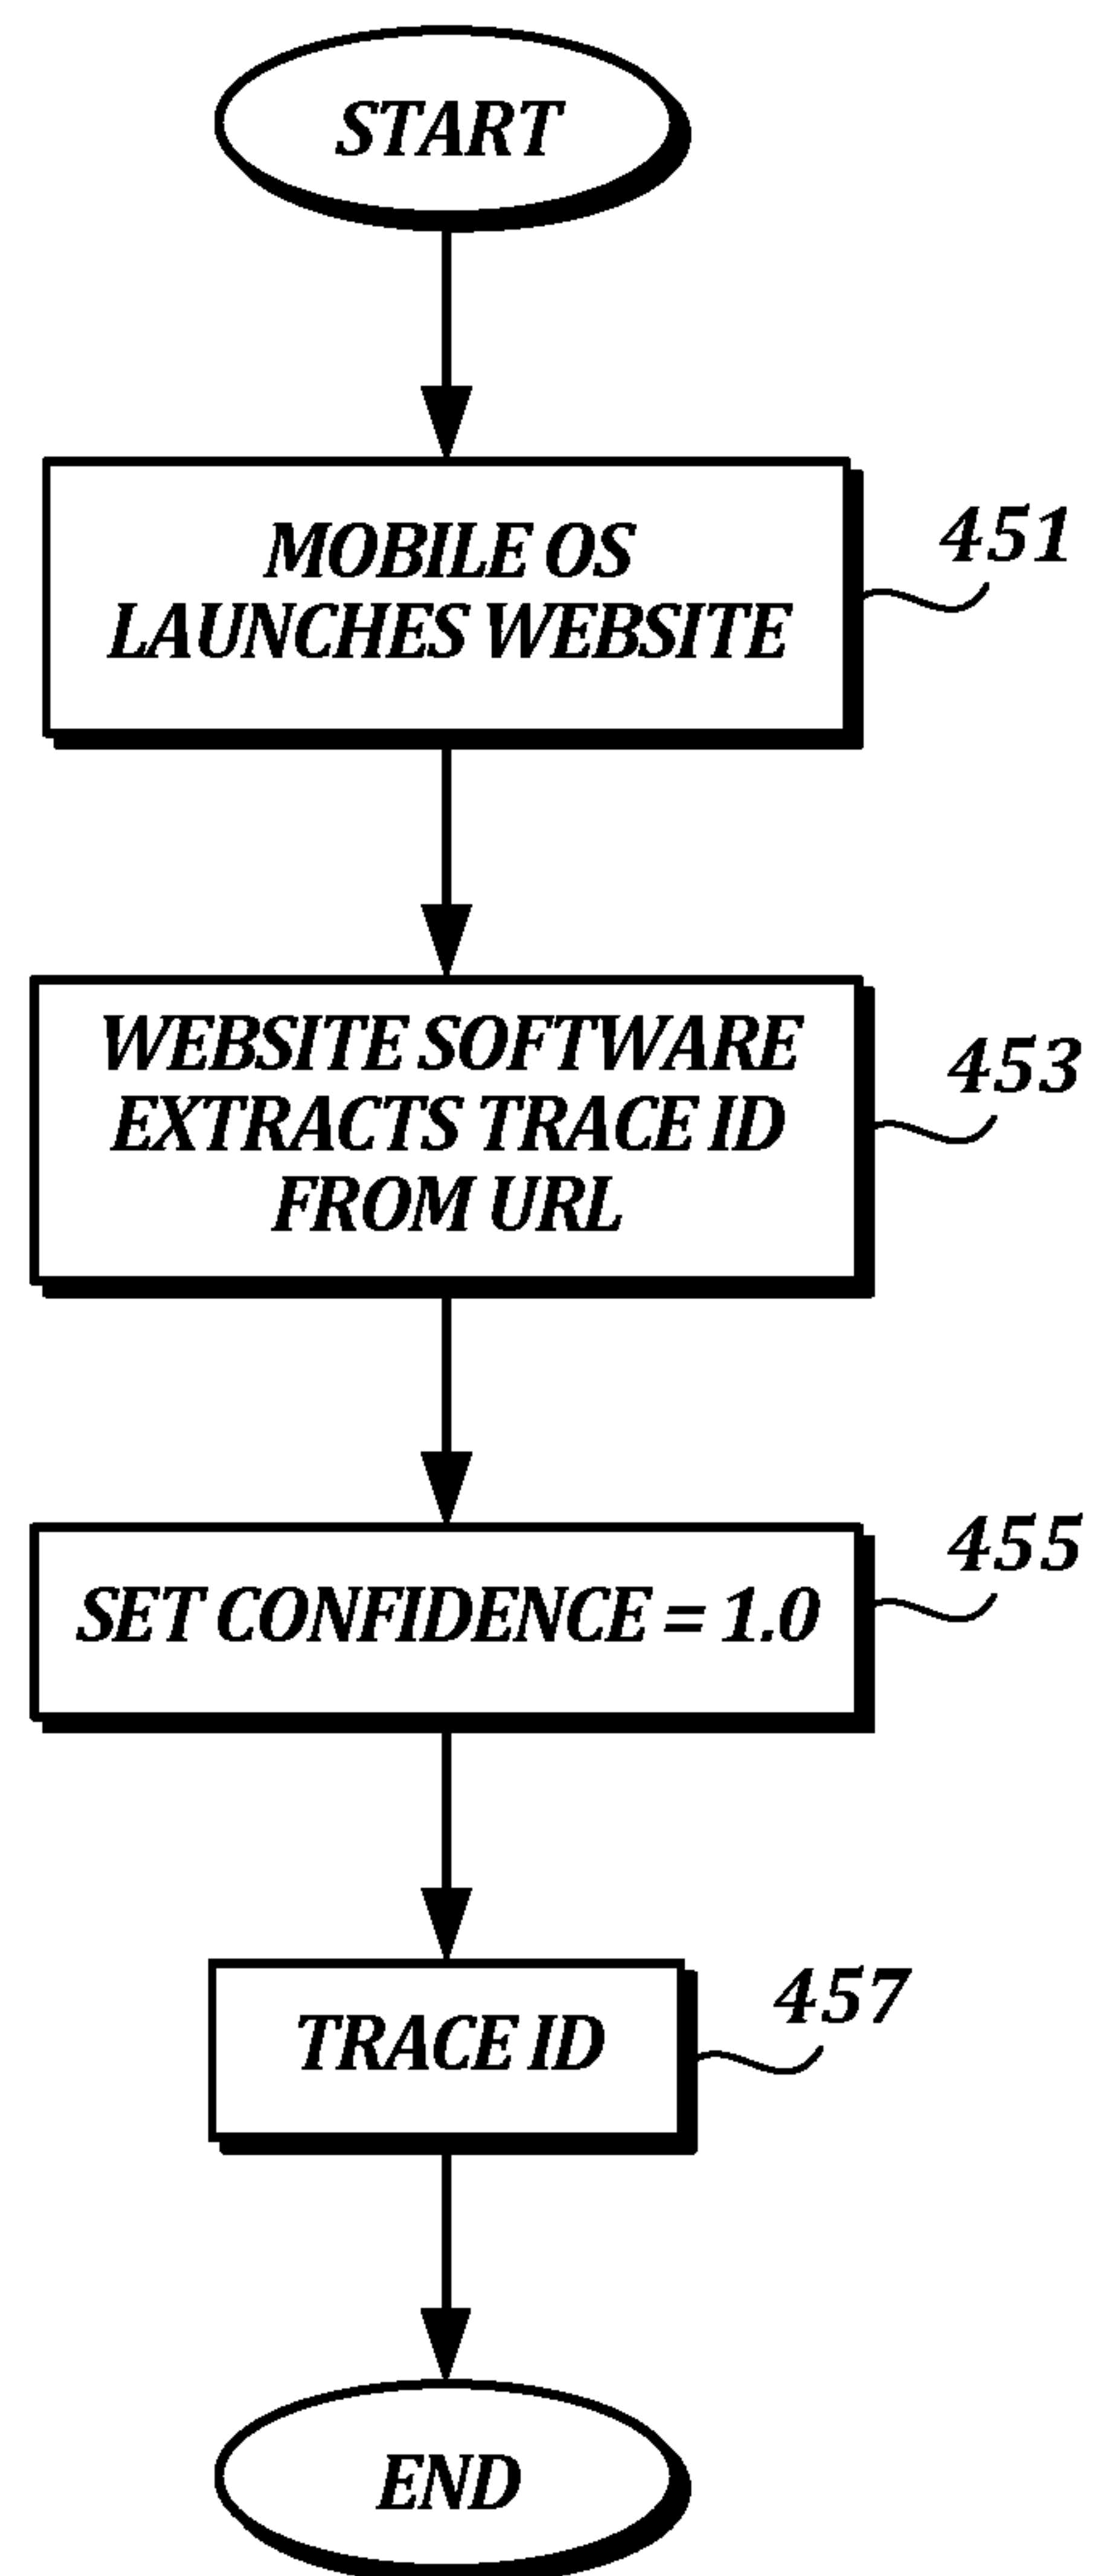 START
MOBILE OS
LAUNCHES WEBSITE
451
WEBSITE SOFTWARE
EXTRACTS TRACE ID
FROM URL
453
SET CONFIDENCE = 1.0
455
TRACE ID
457
END